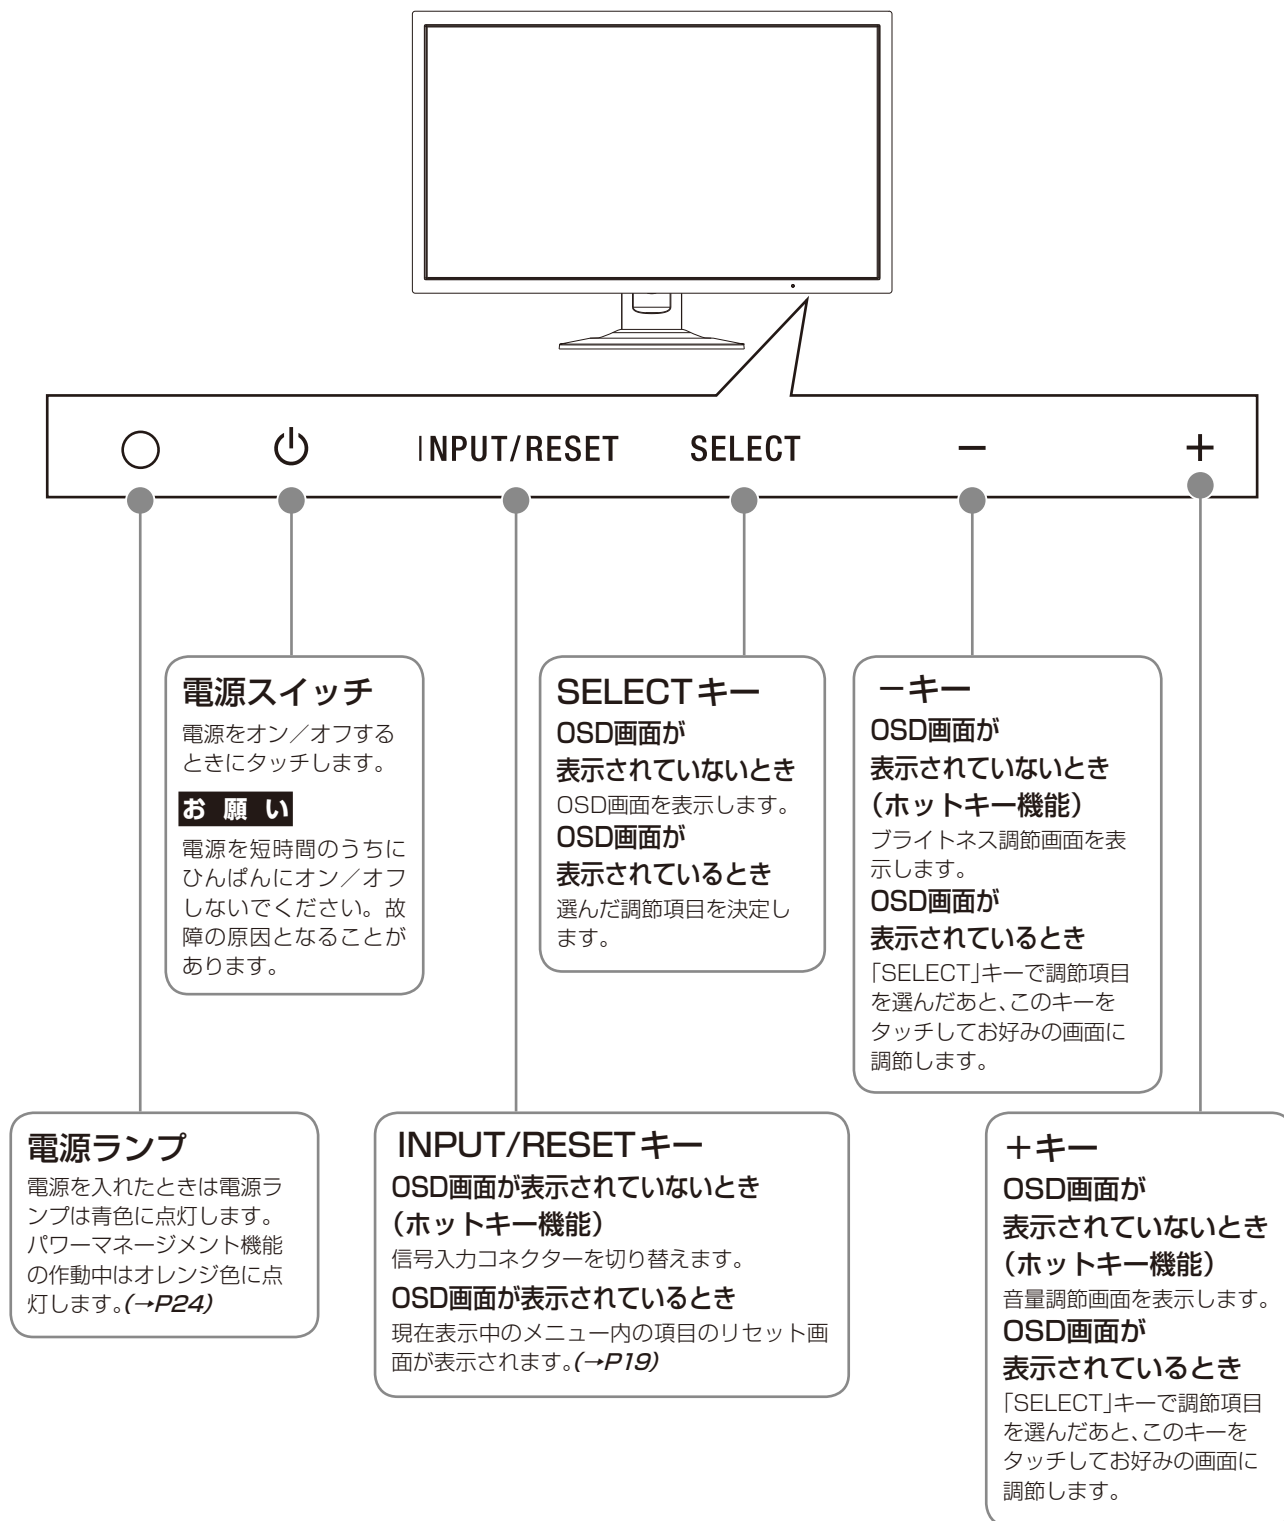 INPUT/RESET SELECT − +
電源スイッチ
電源をオン／オフする
ときにタッチします。
お願い
電源を短時間のうちに
ひんぱんにオン／オフ
しないでください。故
障の原因となることが
あります。
SELECTキー
OSD画面が
表示されていないとき
OSD画面を表示します。
OSD画面が
表示されているとき
選んだ調節項目を決定し
ます。
−キー
OSD画面が
表示されていないとき
（ホットキー機能）
ブライトネス調節画面を表
示します。
OSD画面が
表示されているとき
「SELECT」キーで調節項目
を選んだあと、このキーを
タッチしてお好みの画面に
調節します。
電源ランプ
電源を入れたときは電源ラ
ンプは青色に点灯します。
パワーマネージメント機能
の作動中はオレンジ色に点
灯します。(→P24)
INPUT/RESETキー
OSD画面が表示されていないとき
（ホットキー機能）
信号入力コネクターを切り替えます。
OSD画面が表示されているとき
現在表示中のメニュー内の項目のリセット画
面が表示されます。(→P19)
＋キー
OSD画面が
表示されていないとき
（ホットキー機能）
音量調節画面を表示します。
OSD画面が
表示されているとき
「SELECT」キーで調節項目
を選んだあと、このキーを
タッチしてお好みの画面に
調節します。